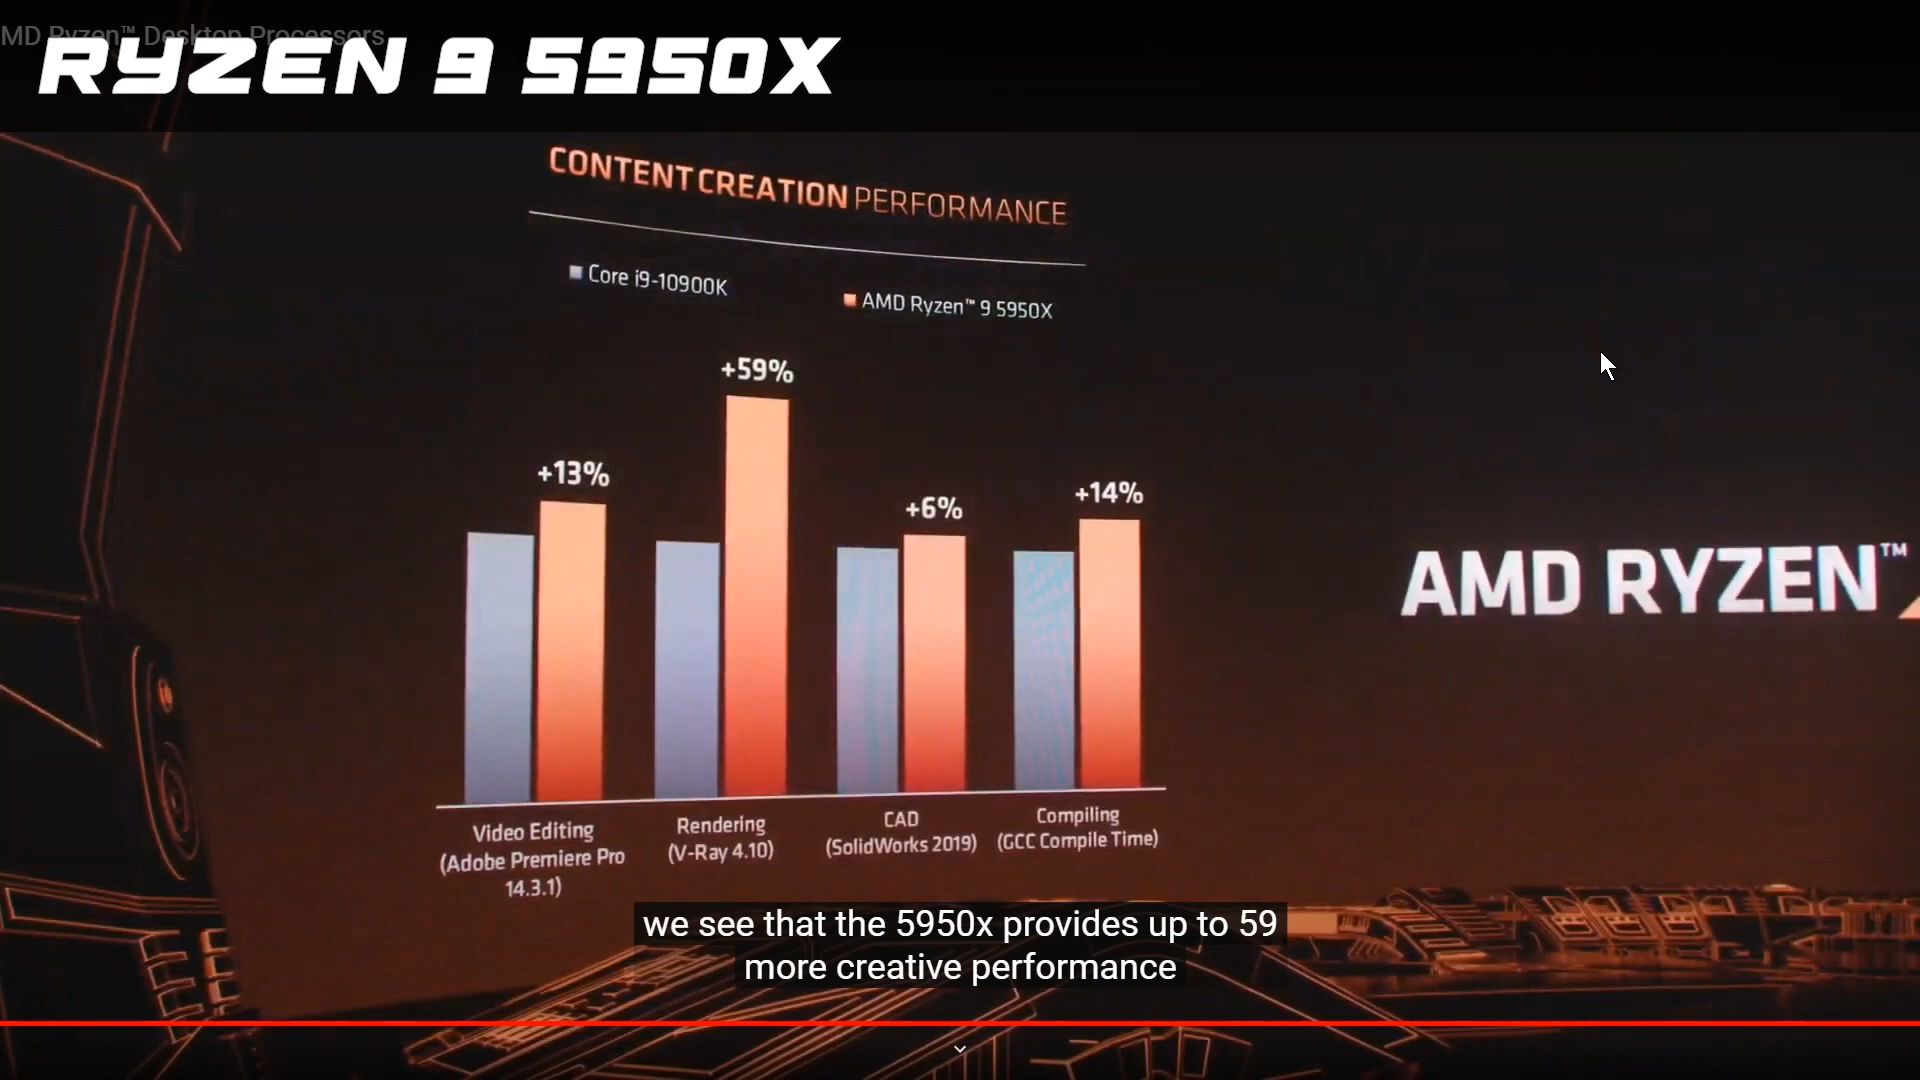 MD Ryzen™ Desktop Processors
RYZEN 9 5950X
CONTENT CREATION PERFORMANCE
Core i9-10900K
AMD Ryzen™ 9 5950X
+59%
+13%
+6%
+14%
AMD RYZEN™
Video Editing
(Adobe Premiere Pro
14.3.1)
Rendering
(V-Ray 4.10)
CAD
(SolidWorks 2019)
Compiling
(GCC Compile Time)
we see that the 5950x provides up to 59
more creative performance